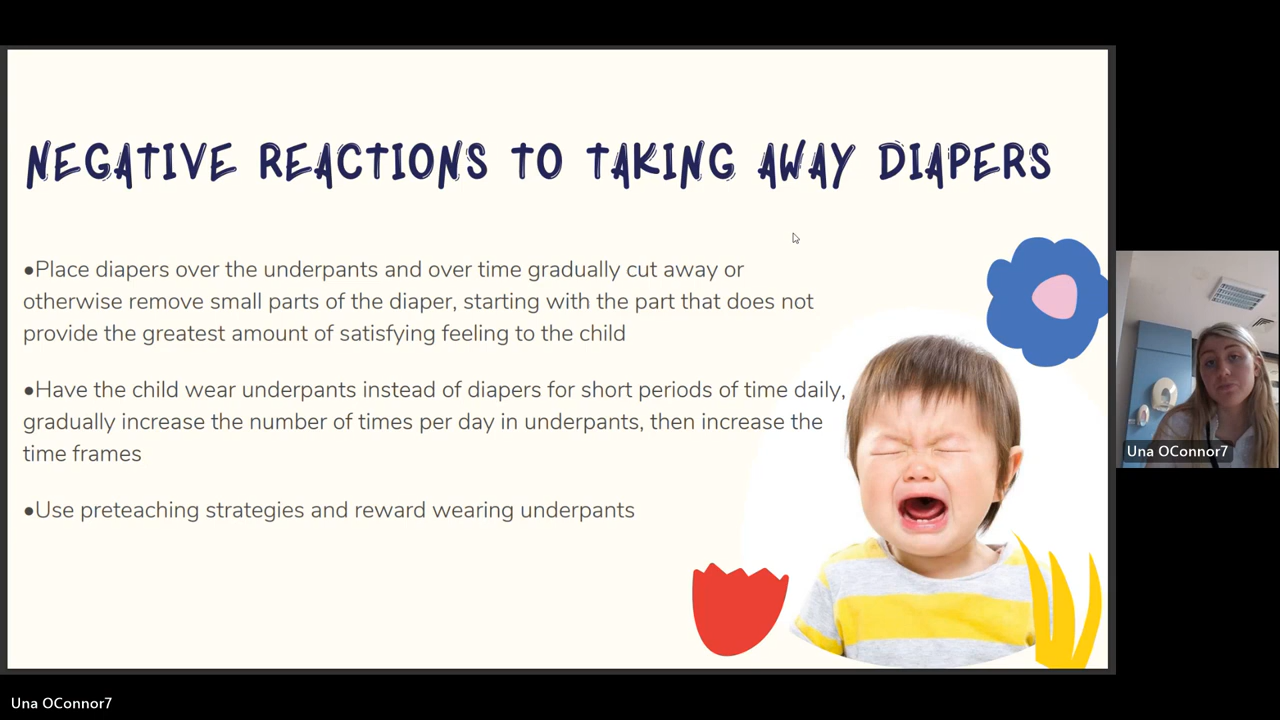 NEGATIVE REACTIONS TO TAKING AWAY DIAPERS
•Place diapers over the underpants and over time gradually cut away or
otherwise remove small parts of the diaper, starting with the part that does not
provide the greatest amount of satisfying feeling to the child
•Have the child wear underpants instead of diapers for short periods of time daily,
gradually increase the number of times per day in underpants, then increase the
time frames
•Use preteaching strategies and reward wearing underpants
Una OConnor7
Una OConnor7